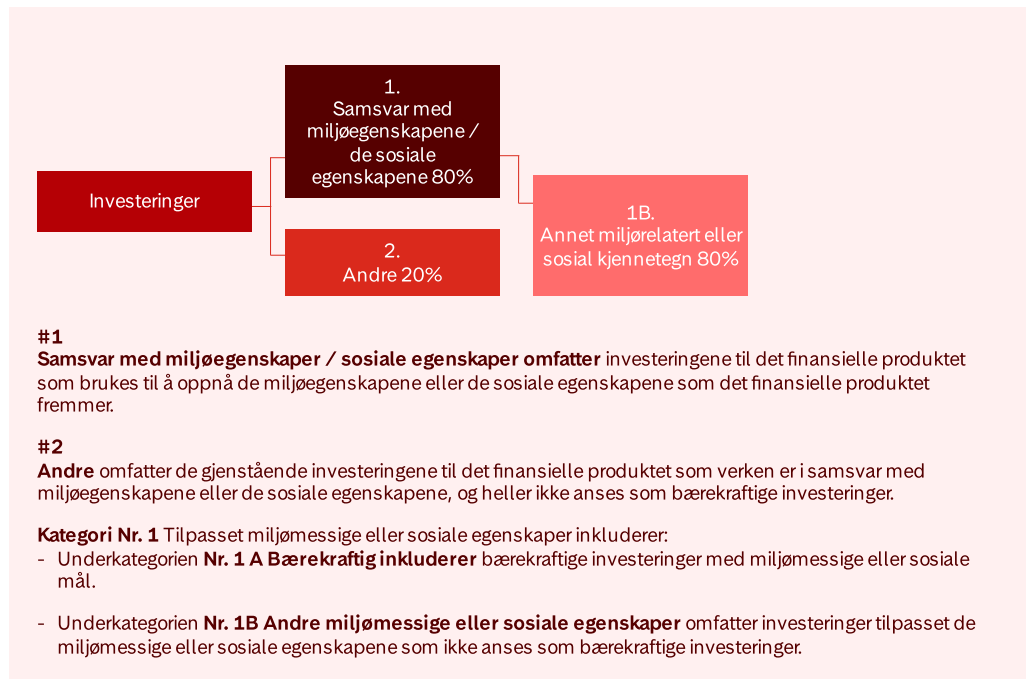 1.
Samsvar med
miljøegenskapene /
de sosiale
egenskapene 80%
Investeringer
1B.
Annet miljørelatert eller
sosial kjennetegn 80%
2.
Andre 20%
#1
Samsvar med miljøegenskaper / sosiale egenskaper omfatter investeringene til det finansielle produktet
som brukes til å oppnå de miljøegenskapene eller de sosiale egenskapene som det finansielle produktet
fremmer.
#2
Andre omfatter de gjenstående investeringene til det finansielle produktet som verken er i samsvar med
miljøegenskapene eller de sosiale egenskapene, og heller ikke anses som bærekraftige investeringer.
Kategori Nr. 1 Tilpasset miljømessige eller sosiale egenskaper inkluderer:
- Underkategorien Nr. 1 A Bærekraftig inkluderer bærekraftige investeringer med miljømessige eller sosiale
mål.
- Underkategorien Nr. 1B Andre miljømessige eller sosiale egenskaper omfatter investeringer tilpasset de
miljømessige eller sosiale egenskapene som ikke anses som bærekraftige investeringer.